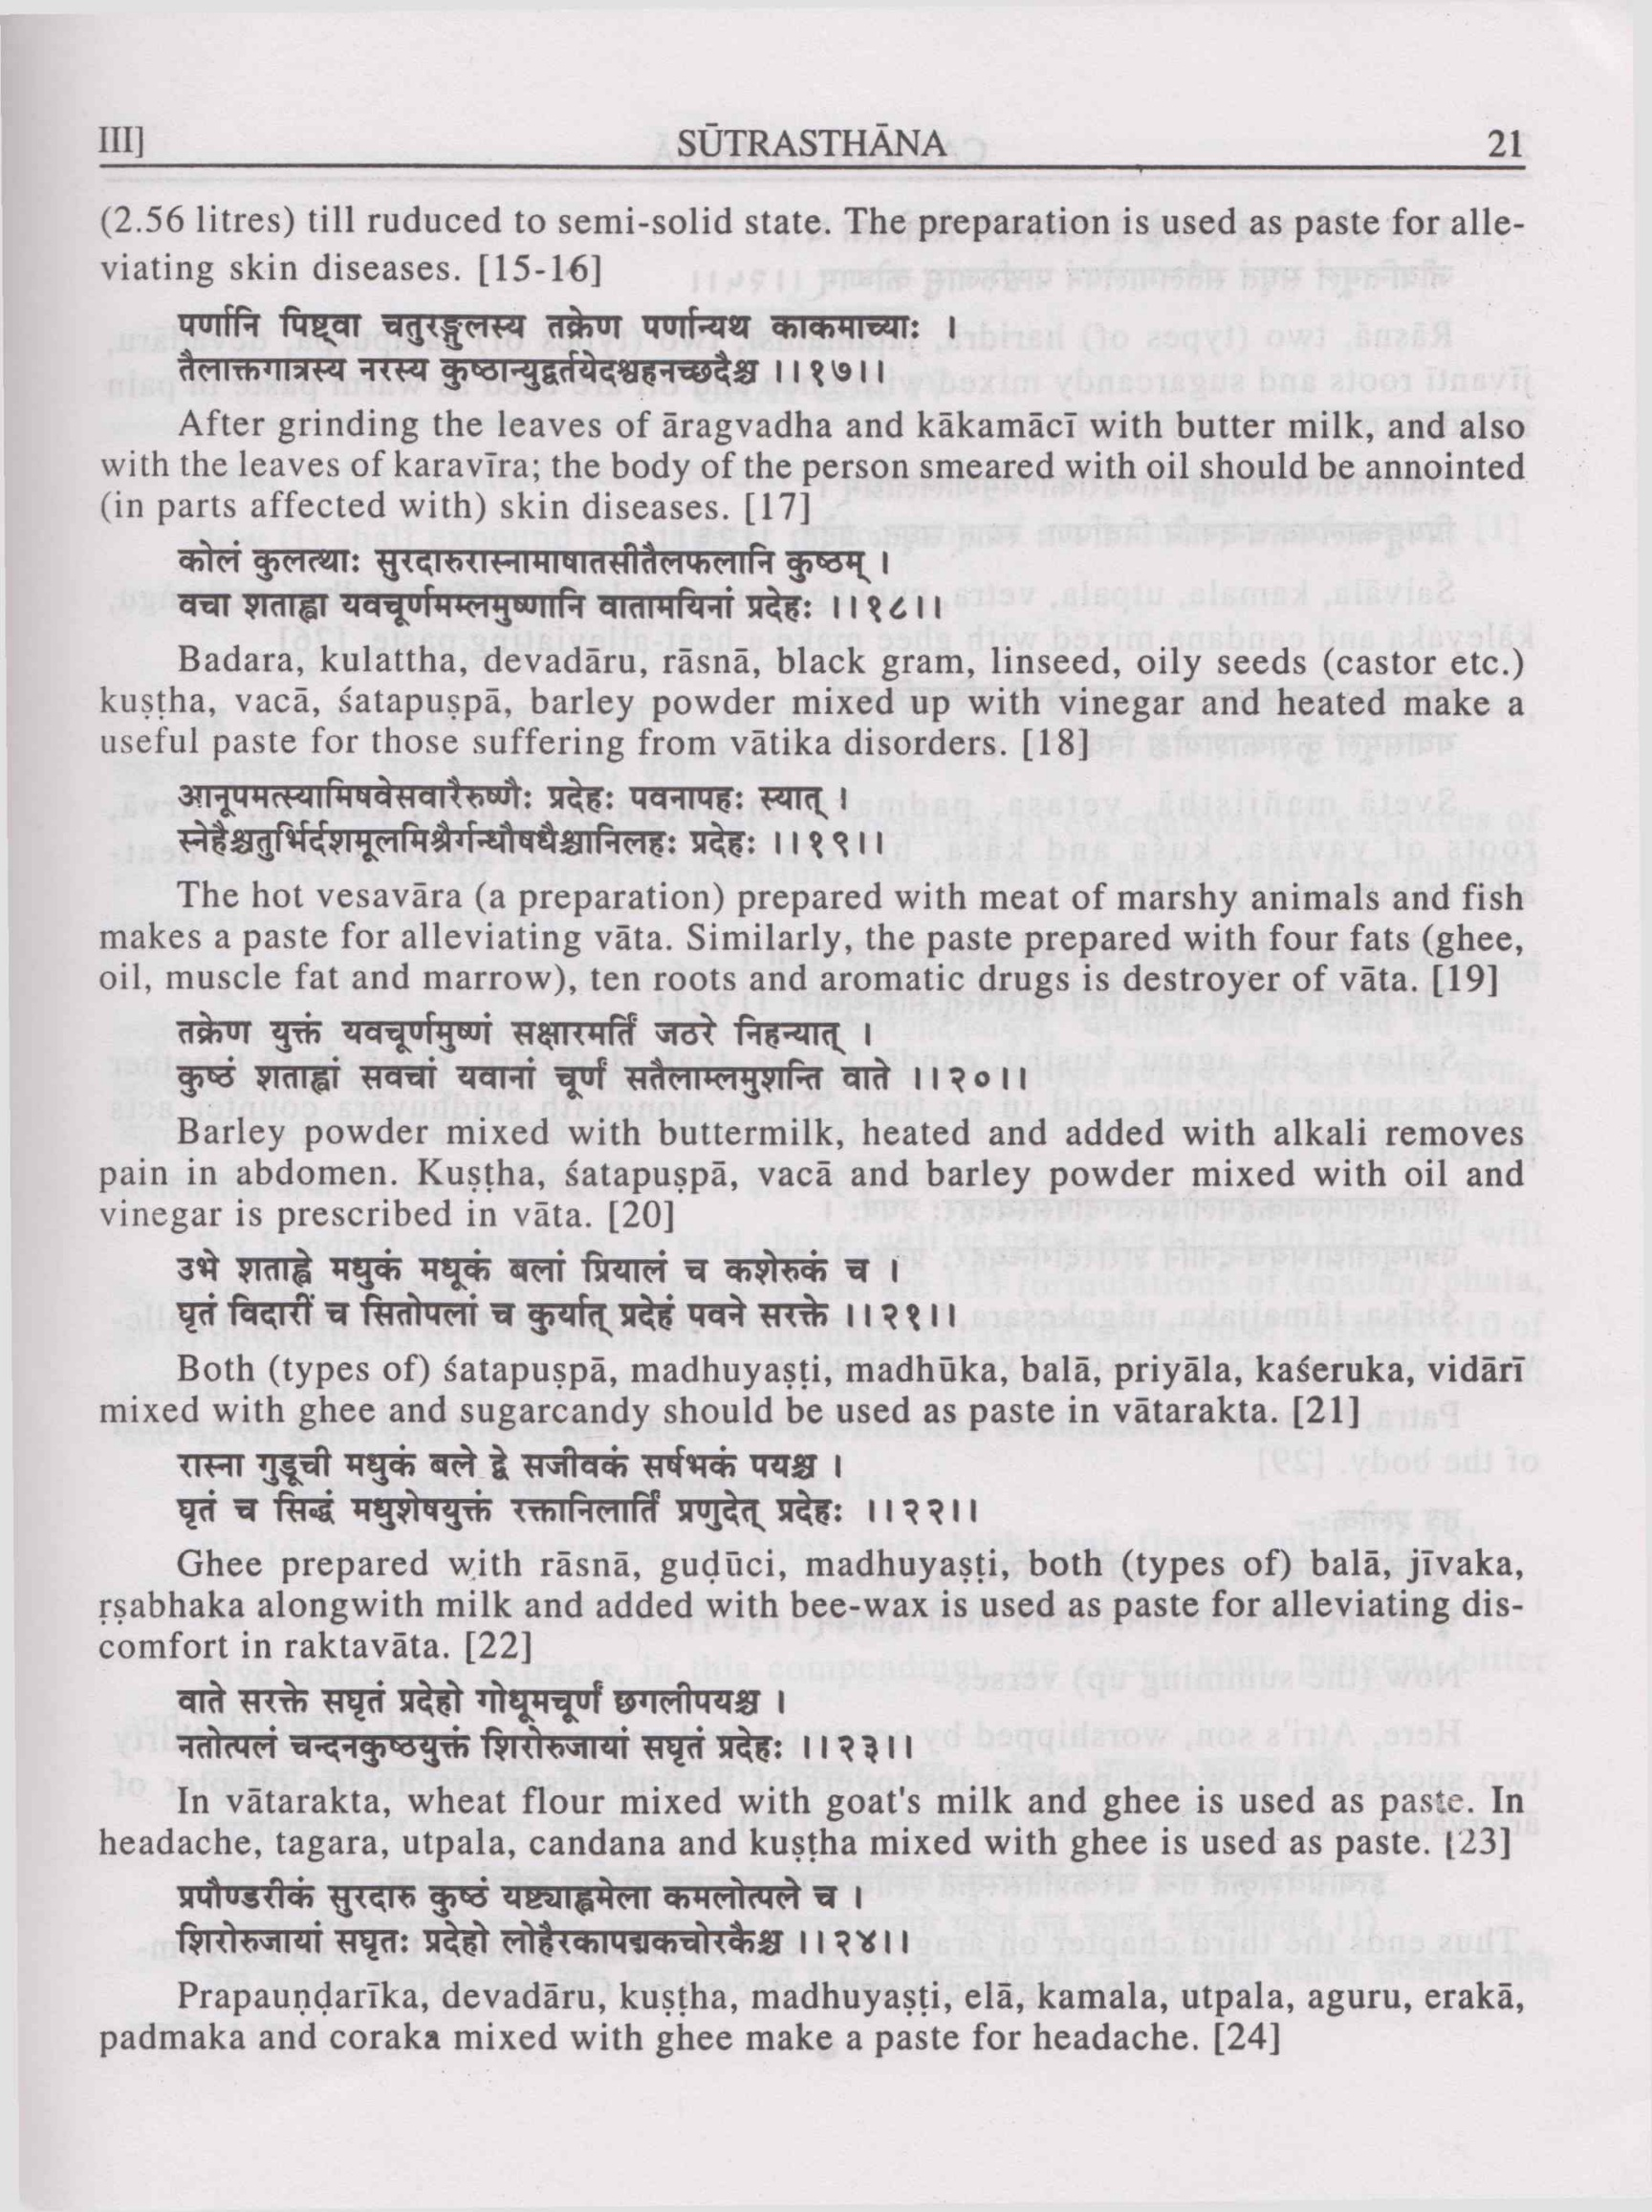 III]
SŪTRASTHĀNA
21
(2.56 litres) till ruduced to semi-solid state. The preparation is used as paste for alle-
viating skin diseases. [15-16]
पर्णानि पिष्ट्वा चतुरङ्गुलस्य तक्रेण पर्णान्यथ काकमाच्याः ।
तैलाक्तगात्रस्य नरस्य कुष्ठान्युद्वर्तयेदश्वहनच्छदैश्च ।।१७।।
After grinding the leaves of āragvadha and kākamācī with butter milk, and also
with the leaves of karavīra; the body of the person smeared with oil should be annointed
(in parts affected with) skin diseases. [17]
कोलं कुलत्थाः सुरदारुरास्नामाषातसीतैलफलानि कुष्ठम् ।
वचा शताह्वा यवचूर्णमम्लमुष्णानि वातामयिनां प्रदेहः ।।१८।।
Badara, kulattha, devadāru, rāsnā, black gram, linseed, oily seeds (castor etc.)
kuṣṭha, vacā, śatapuṣpā, barley powder mixed up with vinegar and heated make a
useful paste for those suffering from vātika disorders. [18]
आनूपमत्स्यामिषवेसवारैरुष्णैः प्रदेहः पवनापहः स्यात् ।
स्नेहैश्चतुर्भिर्दशमूलमिश्रैर्गन्धौषधैश्चानिलहः प्रदेहः ।।१९।।
The hot vesavāra (a preparation) prepared with meat of marshy animals and fish
makes a paste for alleviating vāta. Similarly, the paste prepared with four fats (ghee,
oil, muscle fat and marrow), ten roots and aromatic drugs is destroyer of vāta. [19]
तक्रेण युक्तं यवचूर्णमुष्णं सक्षारमर्तिं जठरे निहन्यात् ।
कुष्ठं शताह्वां सवचां यवानां चूर्णं सतैलाम्लमुशन्ति वाते ।।२०।।
Barley powder mixed with buttermilk, heated and added with alkali removes
pain in abdomen. Kuṣṭha, śatapuṣpā, vacā and barley powder mixed with oil and
vinegar is prescribed in vāta. [20]
उभे शताह्वे मधुकं मधूकं बलां प्रियालं च कशेरुकं च ।
घृतं विदारीं च सितोपलां च कुर्यात् प्रदेहं पवने सरक्ते ।।२१।।
Both (types of) śatapuṣpā, madhuyaṣṭi, madhūka, balā, priyāla, kaśeruka, vidārī
mixed with ghee and sugarcandy should be used as paste in vātarakta. [21]
रास्ना गुडूची मधुकं बले द्वे सजीवकं सर्षभकं पयश्च ।
घृतं च सिद्धं मधुशेषयुक्तं रक्तानिलार्तिं प्रणुदेत् प्रदेहः ।।२२।।
Ghee prepared with rāsnā, guḍūci, madhuyaṣṭi, both (types of) balā, jīvaka,
ṛṣabhaka alongwith milk and added with bee-wax is used as paste for alleviating dis-
comfort in raktavāta. [22]
वाते सरक्ते सघृतं प्रदेहो गोधूमचूर्णं छगलीपयश्च ।
नतोत्पलं चन्दनकुष्ठयुक्तं शिरोरुजायां सघृतं प्रदेहः ।।२३।।
In vātarakta, wheat flour mixed with goat's milk and ghee is used as paste. In
headache, tagara, utpala, candana and kuṣṭha mixed with ghee is used as paste. [23]
प्रपौण्डरीकं सुरदारु कुष्ठं यष्ट्याह्वमेला कमलोत्पले च ।
शिरोरुजायां सघृतः प्रदेहो लोहैरकापद्मकचोरकैश्च ।।२४।।
Prapauṇḍarīka, devadāru, kuṣṭha, madhuyaṣṭi, elā, kamala, utpala, aguru, erakā,
padmaka and coraka mixed with ghee make a paste for headache. [24]